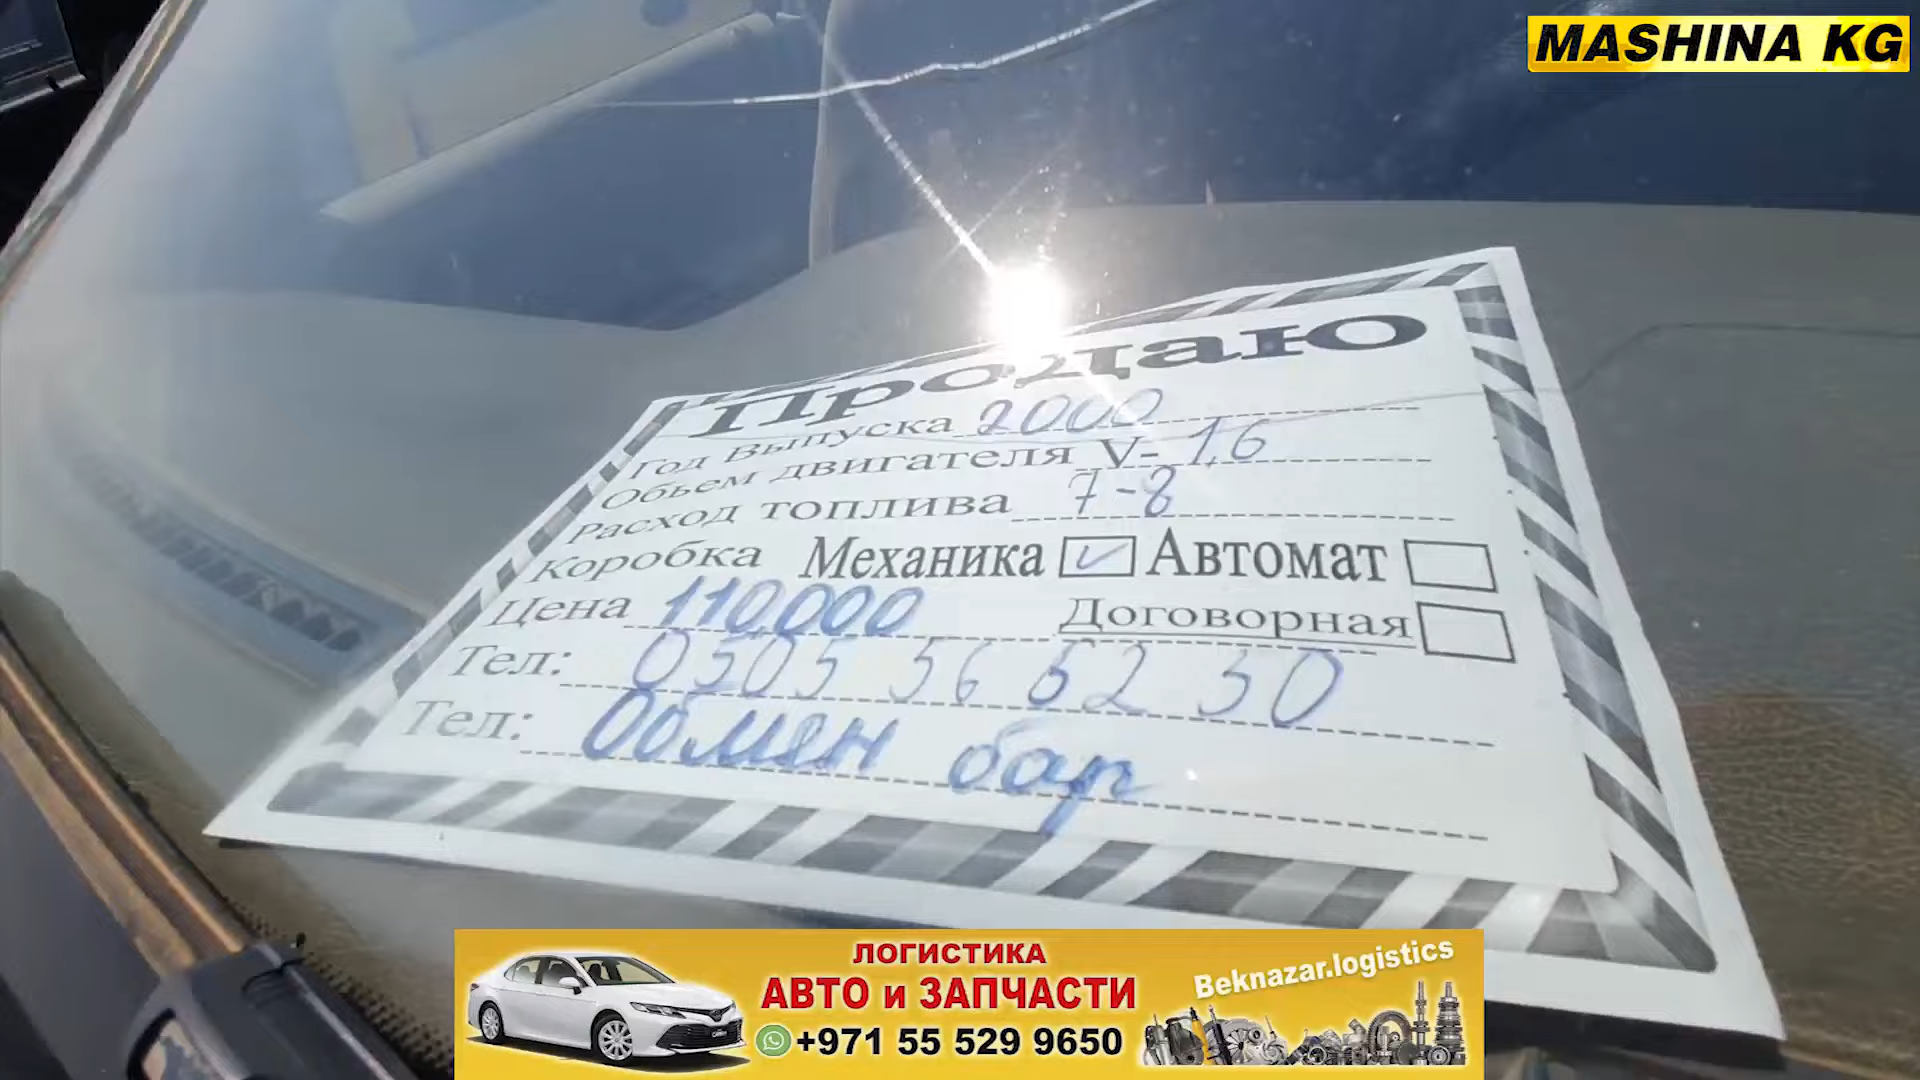 MASHINA KG
Продаю
Год Выпуска 2000
Обьем двигателя V- 1,6
Расход топлива 7-8
Коробка Механика ✓ Автомат
Цена 110.000 Договорная
Тел: 0505 56 62 50
Тел: Обмен бар
ЛОГИСТИКА
АВТО и ЗАПЧАСТИ
+971 55 529 9650
Beknazar.logistics